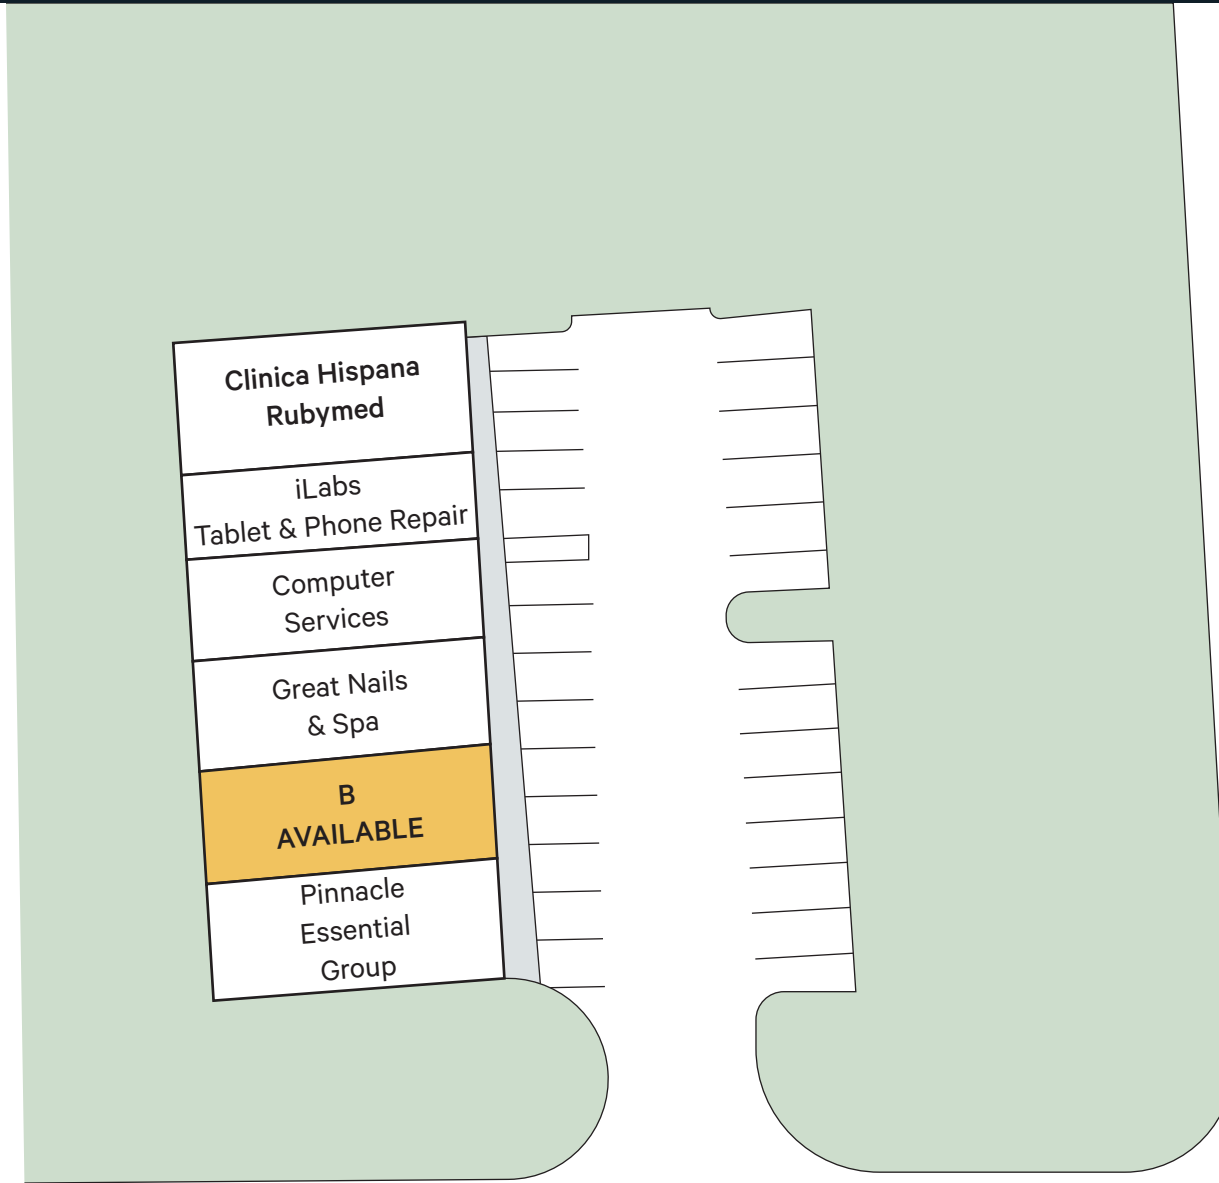 Clinica Hispana
Rubymed
iLabs
Tablet & Phone Repair
Computer
Services
Great Nails
& Spa
B
AVAILABLE
Pinnacle
Essential
Group